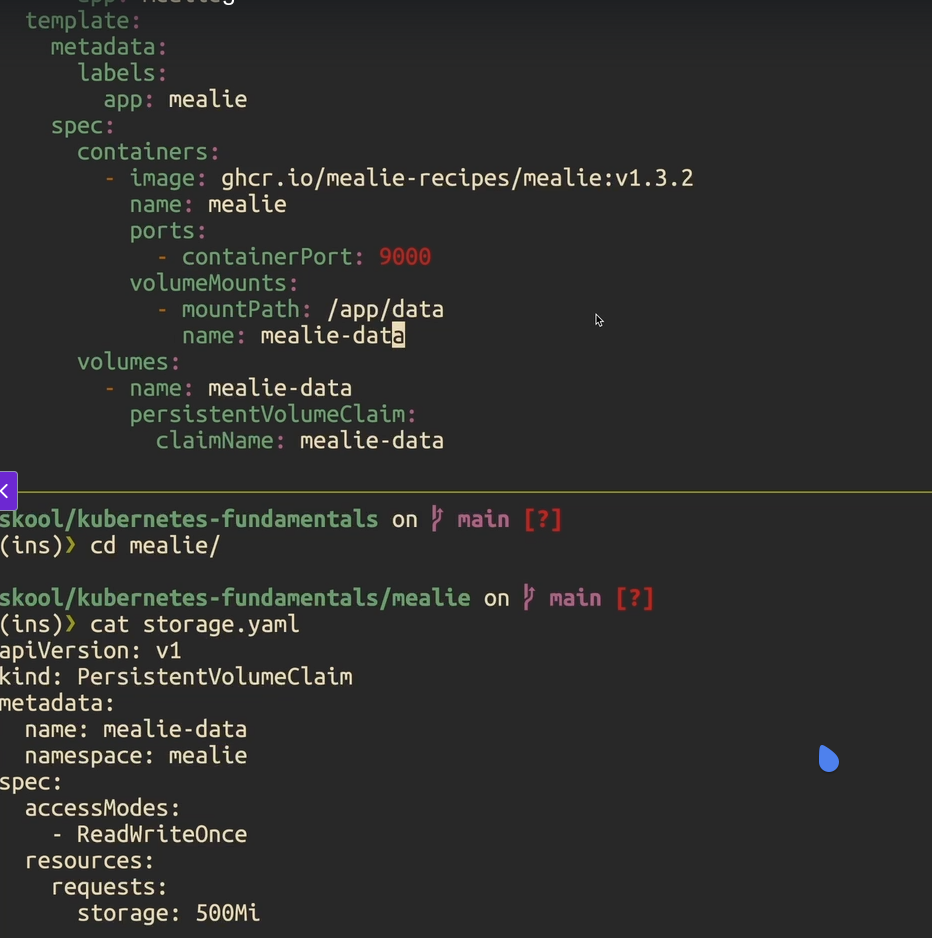 template:
  metadata:
    labels:
      app: mealie
  spec:
    containers:
      - image: ghcr.io/mealie-recipes/mealie:v1.3.2
        name: mealie
        ports:
          - containerPort: 9000
        volumeMounts:
          - mountPath: /app/data
            name: mealie-data
    volumes:
      - name: mealie-data
        persistentVolumeClaim:
          claimName: mealie-data
skool/kubernetes-fundamentals on main [?]
(ins)❯ cd mealie/
skool/kubernetes-fundamentals/mealie on main [?]
(ins)❯ cat storage.yaml
apiVersion: v1
kind: PersistentVolumeClaim
metadata:
  name: mealie-data
  namespace: mealie
spec:
  accessModes:
    - ReadWriteOnce
  resources:
    requests:
      storage: 500Mi